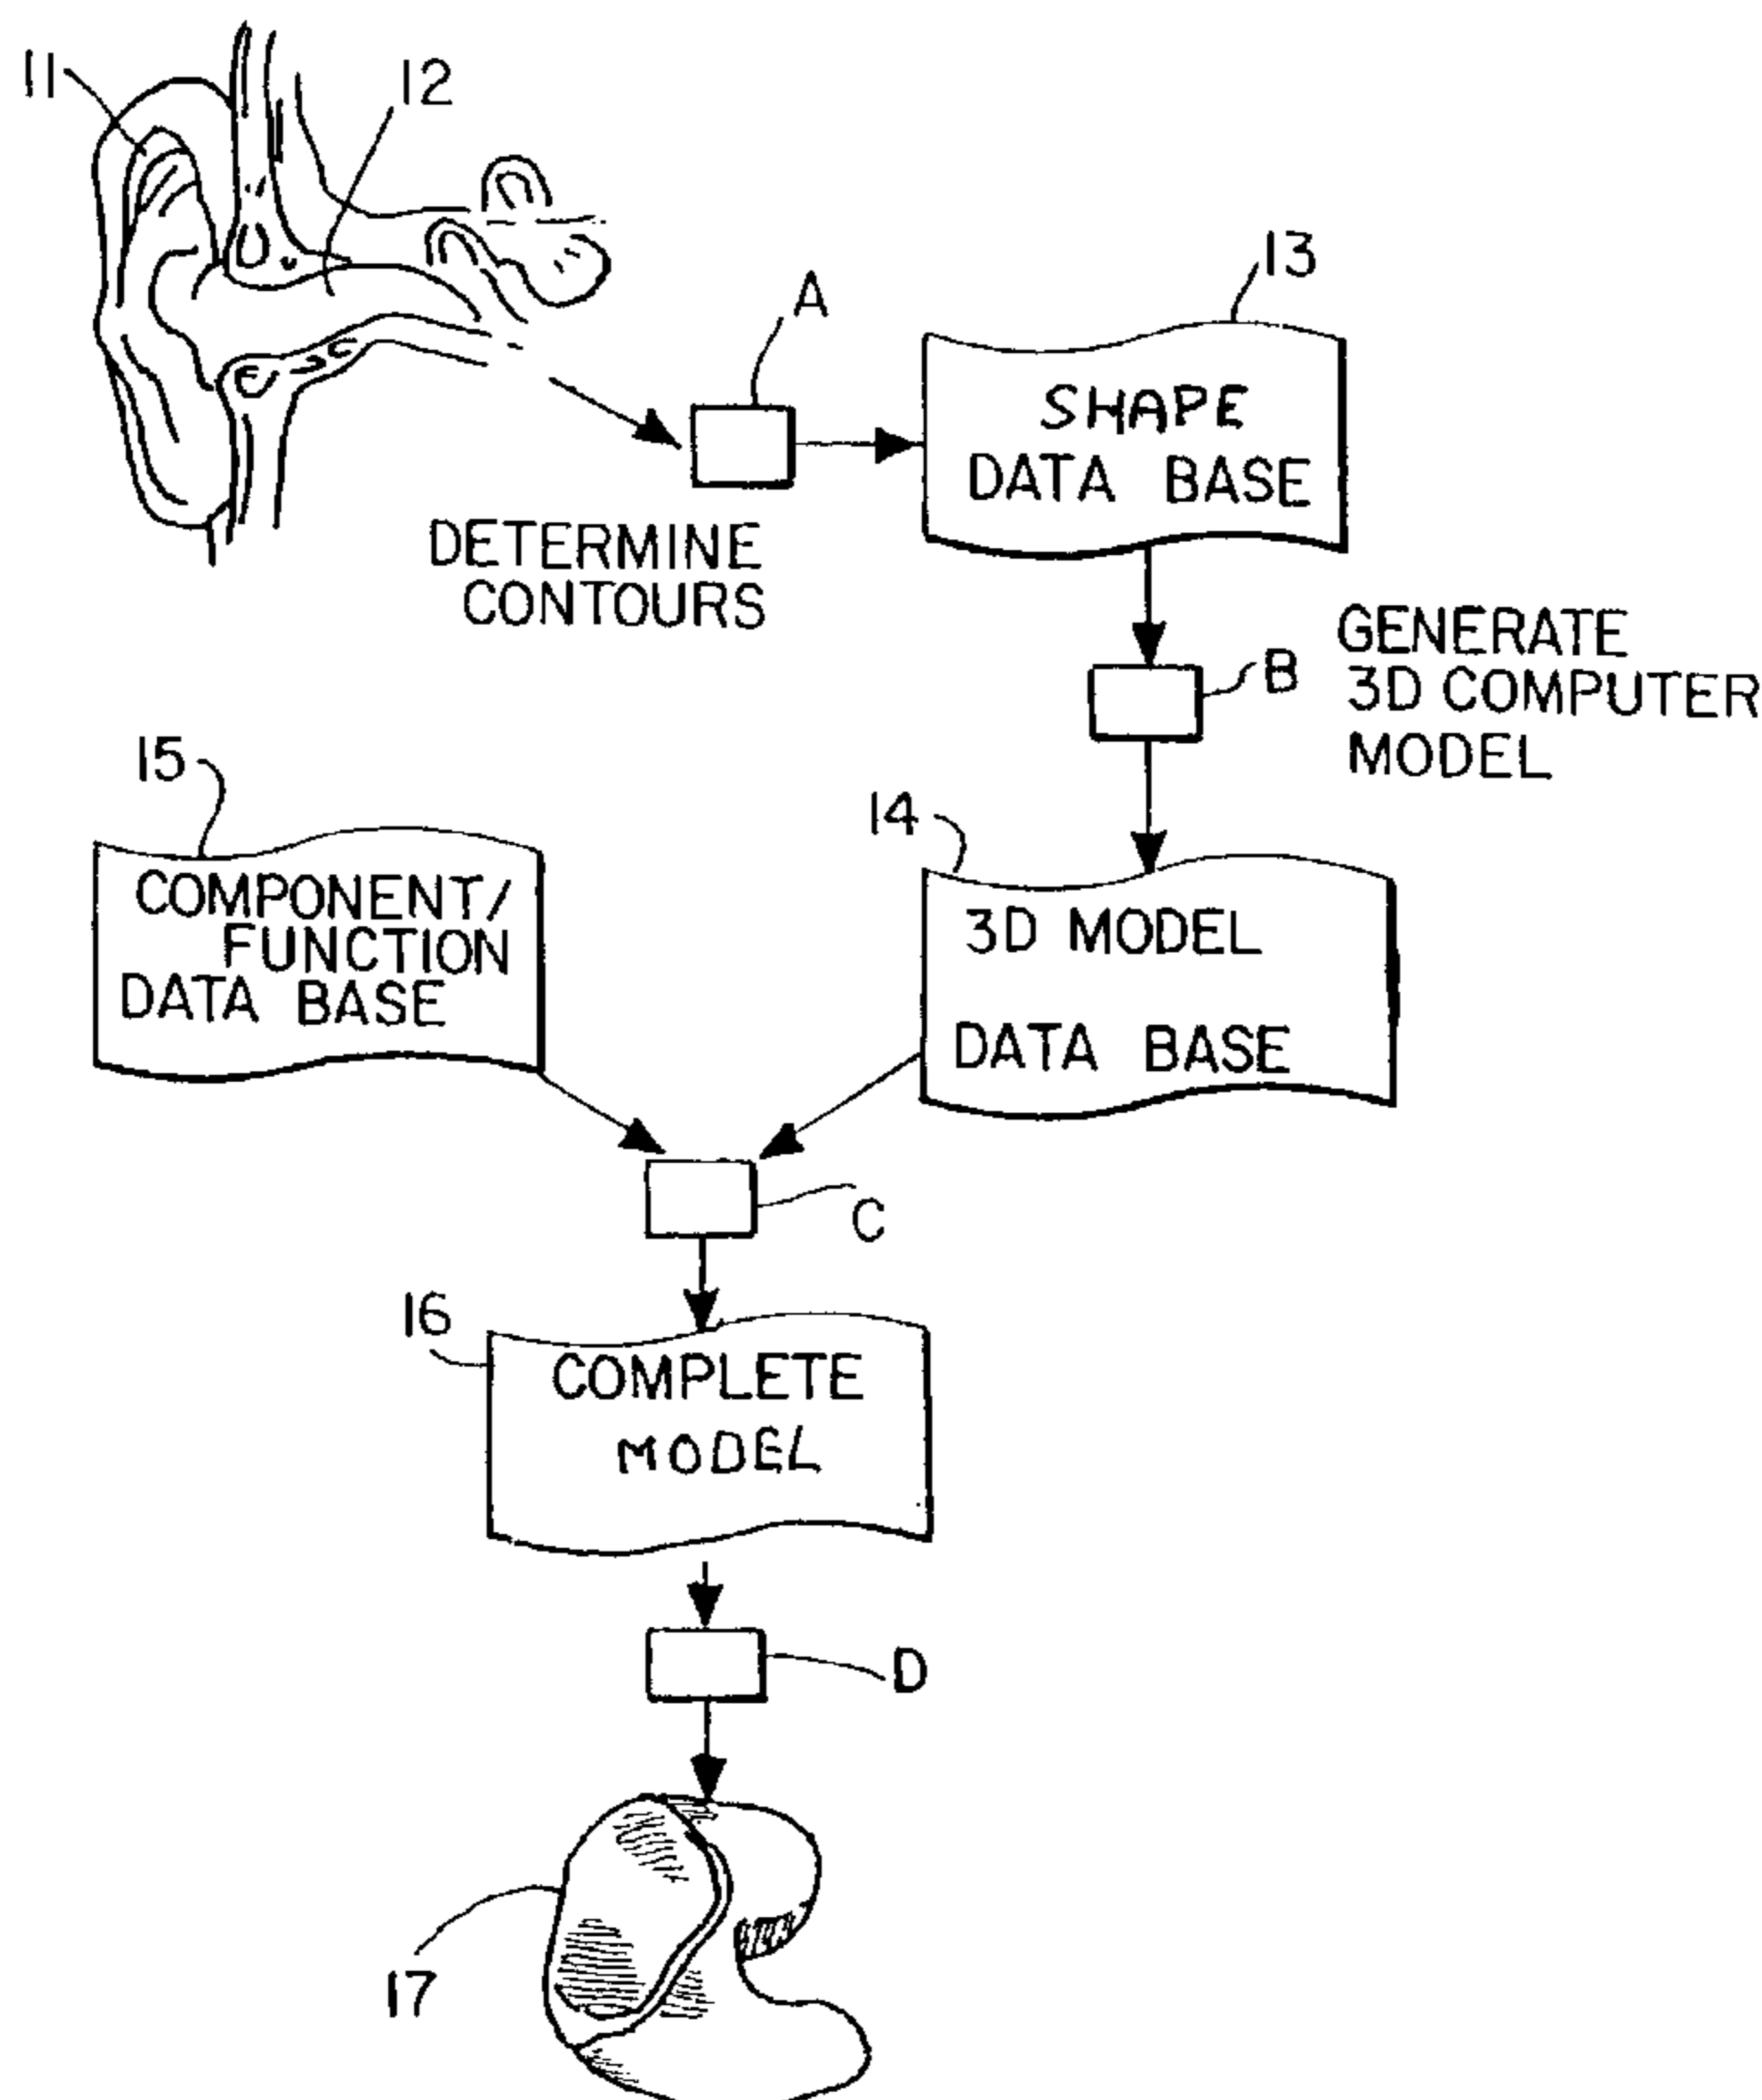 11
12
A
13
SHAPE
DATA BASE
DETERMINE
CONTOURS
GENERATE
3D COMPUTER
MODEL
B
15
14
COMPONENT/
FUNCTION
DATA BASE
3D MODEL
DATA BASE
C
16
COMPLETE
MODEL
D
17